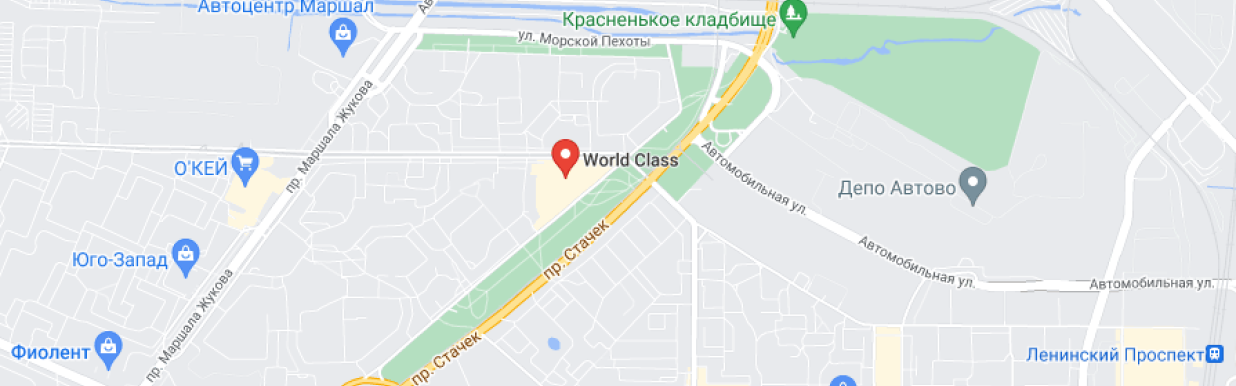 Автоцентр Маршал
Красненькое кладбище
ул. Морской Пехоты
пр. Маршала Жукова
О'КЕЙ
World Class
Автомобильная ул.
Депо Автово
Юго-Запад
пр. Стачек
Автомобильная ул.
Автомобильная ул.
пр. Маршала Жукова
Фиолент
пр. Стачек
Ленинский Проспект